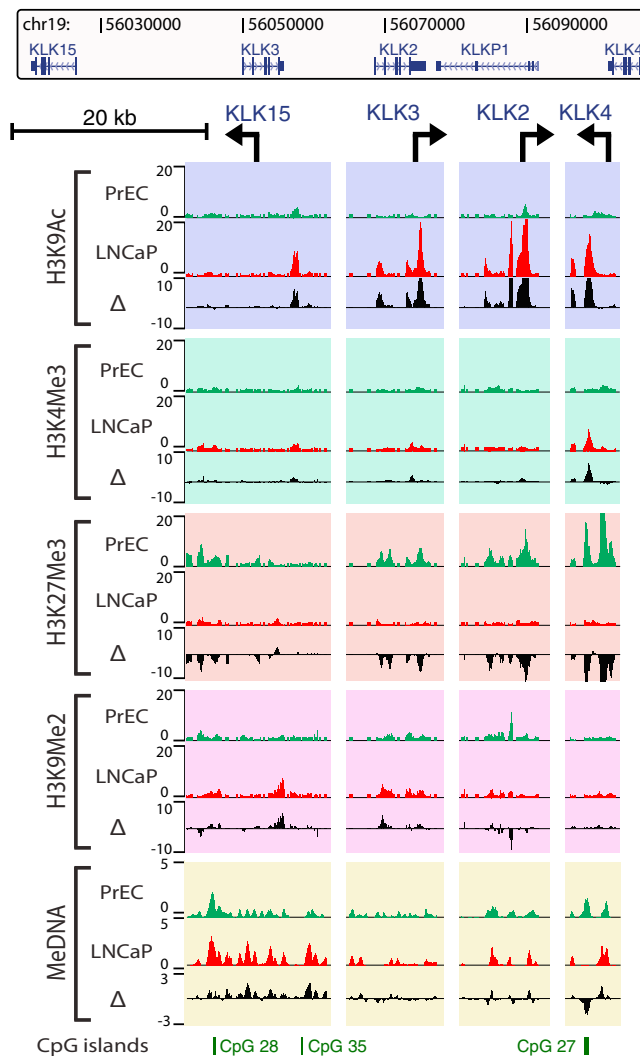 chr19: 56030000 56050000 56070000 56090000
KLK15 KLK3 KLK2 KLKP1 KLK4
20 kb KLK15 KLK3 KLK2 KLK4
H3K9Ac
PrEC 20 0
LNCaP 20 0
Δ 10 -10
H3K4Me3
PrEC 20 0
LNCaP 20 0
Δ 10 -10
H3K27Me3
PrEC 20 0
LNCaP 20 0
Δ 10 -10
H3K9Me2
PrEC 20 0
LNCaP 20 0
Δ 10 -10
MeDNA
PrEC 5 0
LNCaP 5 0
Δ 3 -3
CpG islands CpG 28 CpG 35 CpG 27